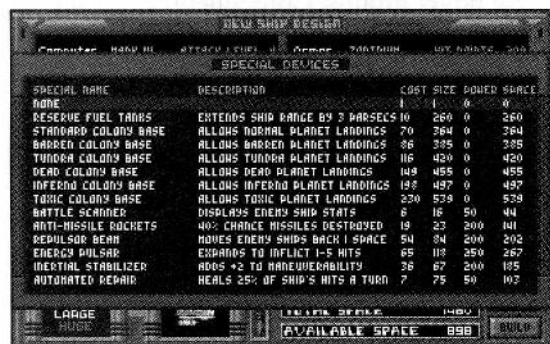 NEW SHIP DESIGN
Computer MARK ATTACK LEVEL Armor ZORTRIUM HIT POINTS 200
SPECIAL DEVICES
SPECIAL NAME DESCRIPTION COST SIZE POWER SPACE
NONE
RESERVE FUEL TANKS EXTENDS SHIP RANGE BY 3 PARSECS 10 260 0 260
STANDARD COLONY BASE ALLOWS NORMAL PLANET LANDINGS 70 364 0 364
BARREN COLONY BASE ALLOWS BARREN PLANET LANDINGS 86 385 0 385
TUNDRA COLONY BASE ALLOWS TUNDRA PLANET LANDINGS 116 420 0 420
DEAD COLONY BASE ALLOWS DEAD PLANET LANDINGS 149 455 0 455
INFERNO COLONY BASE ALLOWS INFERNO PLANET LANDINGS 198 497 0 497
TOXIC COLONY BASE ALLOWS TOXIC PLANET LANDINGS 230 539 0 539
BATTLE SCANNER DISPLAYS ENEMY SHIP STATS 6 16 50 44
ANTI-MISSILE ROCKETS 40% CHANCE MISSILES DESTROYED 19 23 200 141
REPULSOR BEAM MOVES ENEMY SHIPS BACK 1 SPACE 54 84 200 202
ENERGY PULSAR EXPANDS TO INFLICT 1-5 HITS 65 118 250 267
INERTIAL STABILIZER ADDS +2 TO MANEUVERABILITY 36 67 200 185
AUTOMATED REPAIR HEALS 25% OF SHIP'S HITS A TURN 7 75 50 103
LARGE
HUGE
TOTAL SPACE 1480
AVAILABLE SPACE 898
BUILD